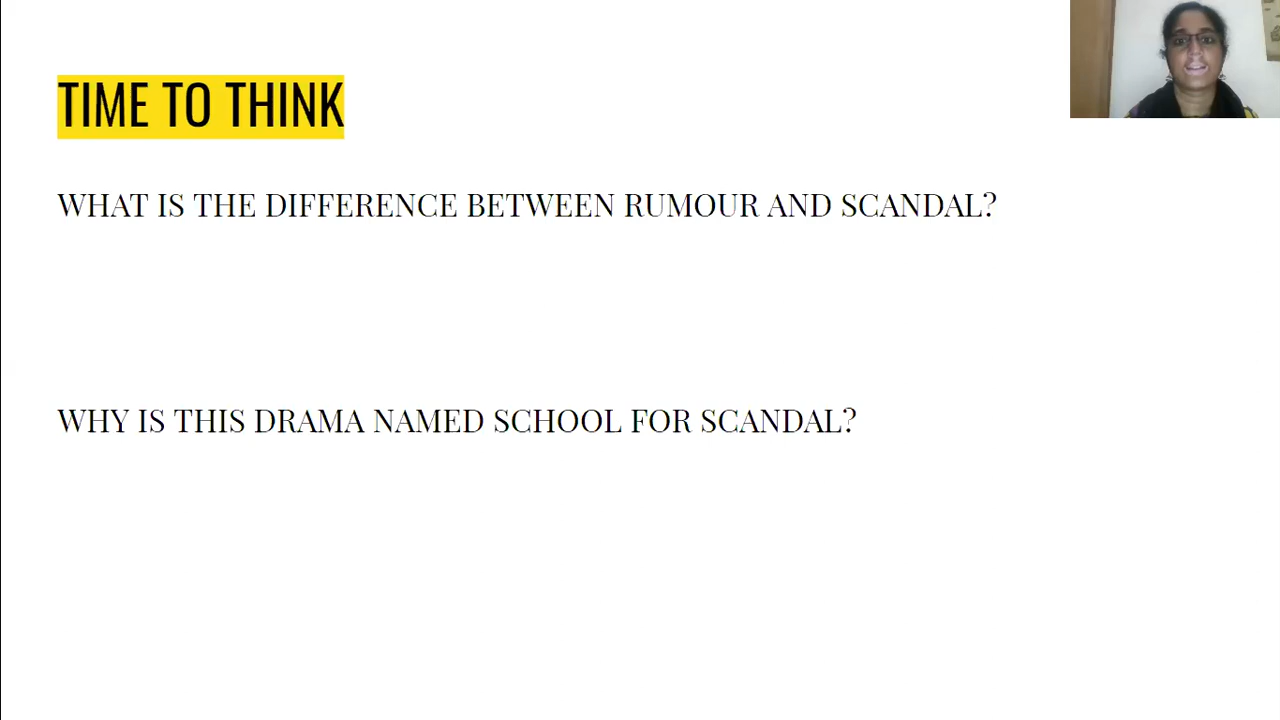 TIME TO THINK
WHAT IS THE DIFFERENCE BETWEEN RUMOUR AND SCANDAL?
WHY IS THIS DRAMA NAMED SCHOOL FOR SCANDAL?